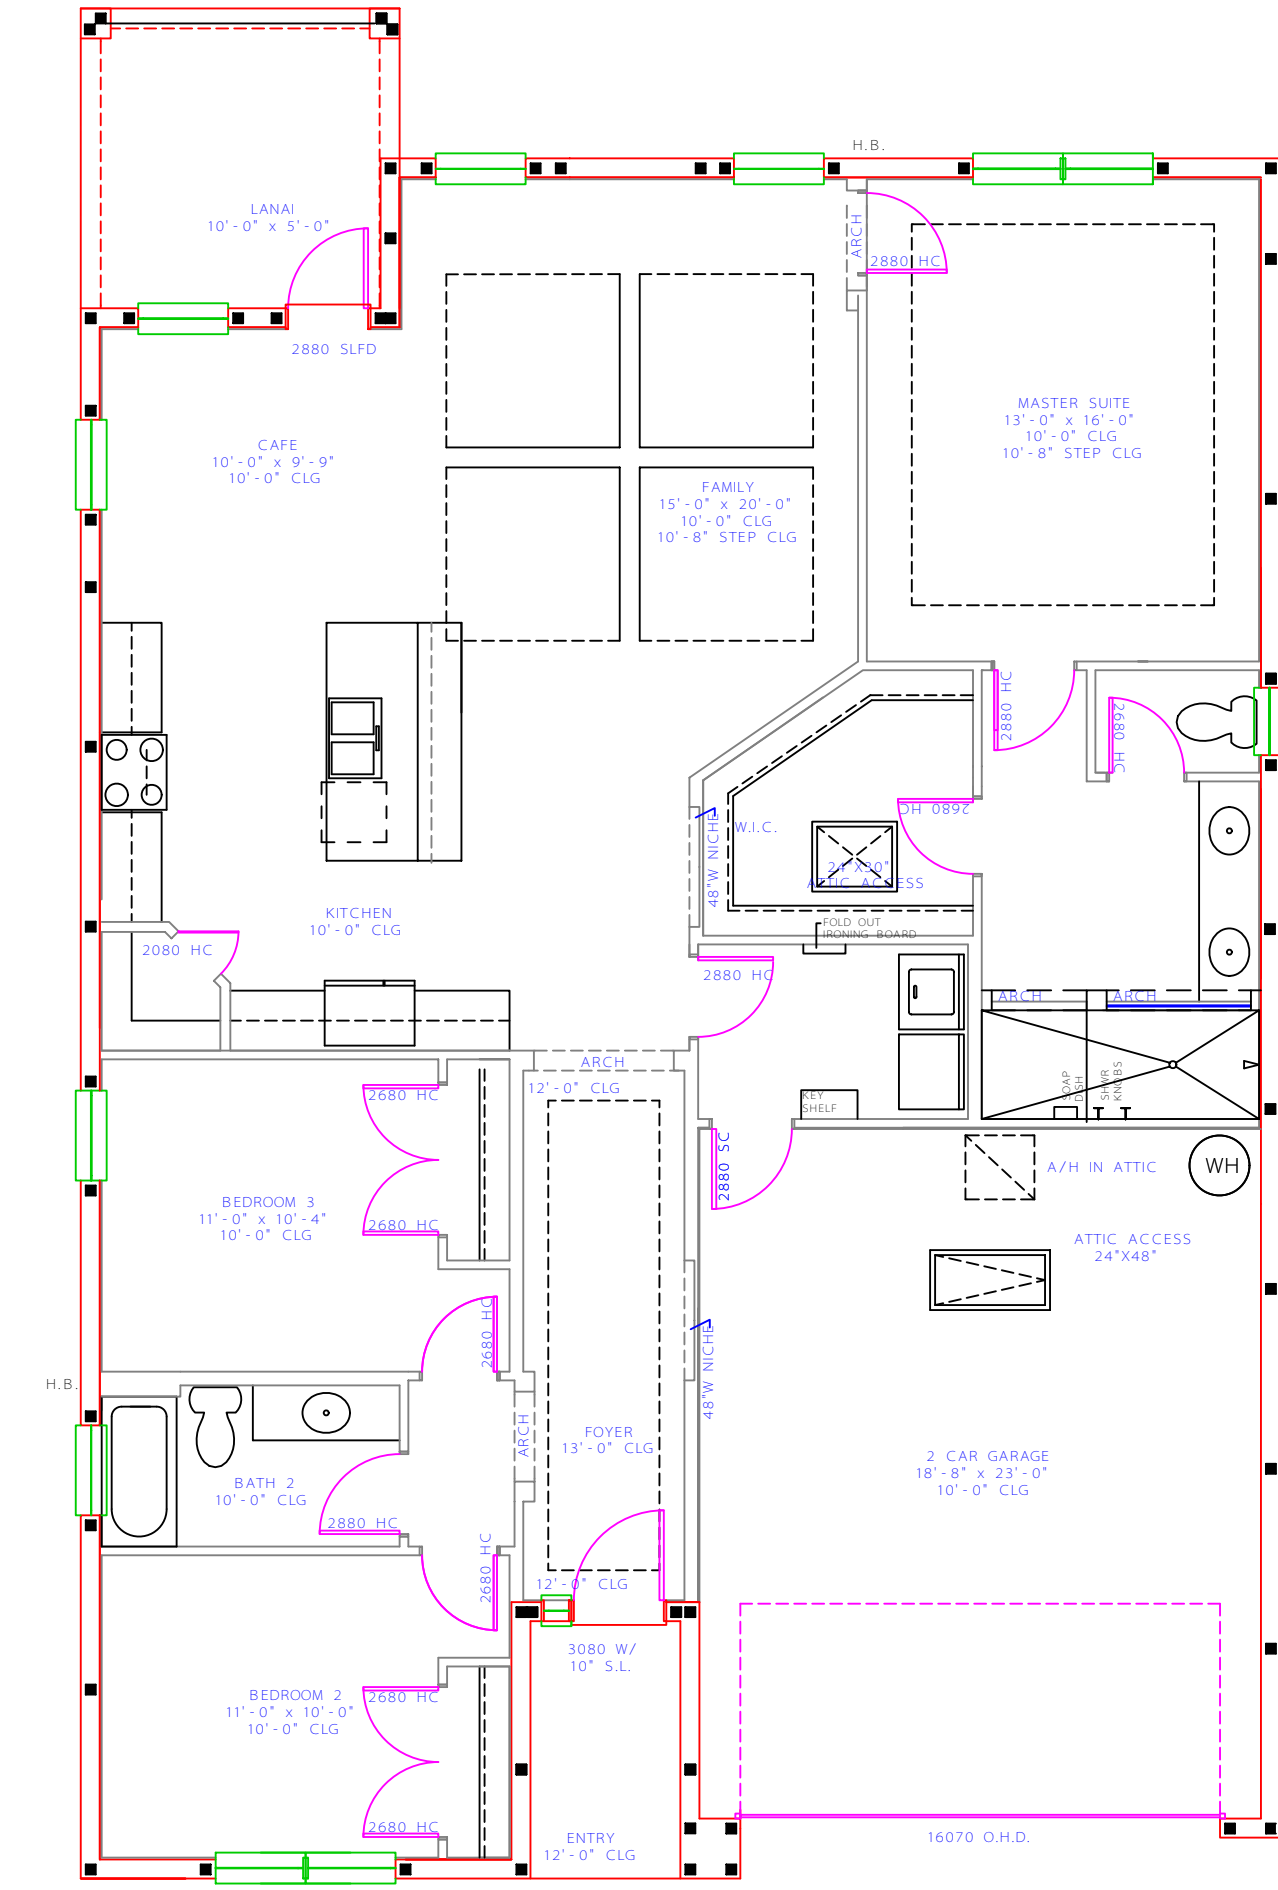 H.B.
LANAI
10'-0" x 5'-0"
ARCH
2880 HC
2880 SLFD
MASTER SUITE
13'-0" x 16'-0"
10'-0" CLG
10'-8" STEP CLG
CAFE
10'-0" x 9'-9"
10'-0" CLG
FAMILY
15'-0" x 20'-0"
10'-0" CLG
10'-8" STEP CLG
2880 HC
2680 HC
2680 HC
48"W NICHE
W.I.C.
24"X30"
ATTIC ACCESS
KITCHEN
10'-0" CLG
FOLD OUT
IRONING BOARD
2080 HC
2880 HC
ARCH
ARCH
ARCH
12'-0" CLG
2680 HC
KEY
SHELF
SOAP
DISH
SHWR
KNOBS
2880 SC
A/H IN ATTIC
WH
BEDROOM 3
11'-0" x 10'-4"
10'-0" CLG
2680 HC
ATTIC ACCESS
24"X48"
2680 HC
48"W NICHE
H.B.
ARCH
FOYER
13'-0" CLG
2 CAR GARAGE
18'-8" x 23'-0"
10'-0" CLG
BATH 2
10'-0" CLG
2880 HC
2680 HC
12'-0" CLG
3080 W/
10" S.L.
BEDROOM 2
11'-0" x 10'-0"
10'-0" CLG
2680 HC
2680 HC
ENTRY
12'-0" CLG
16070 O.H.D.